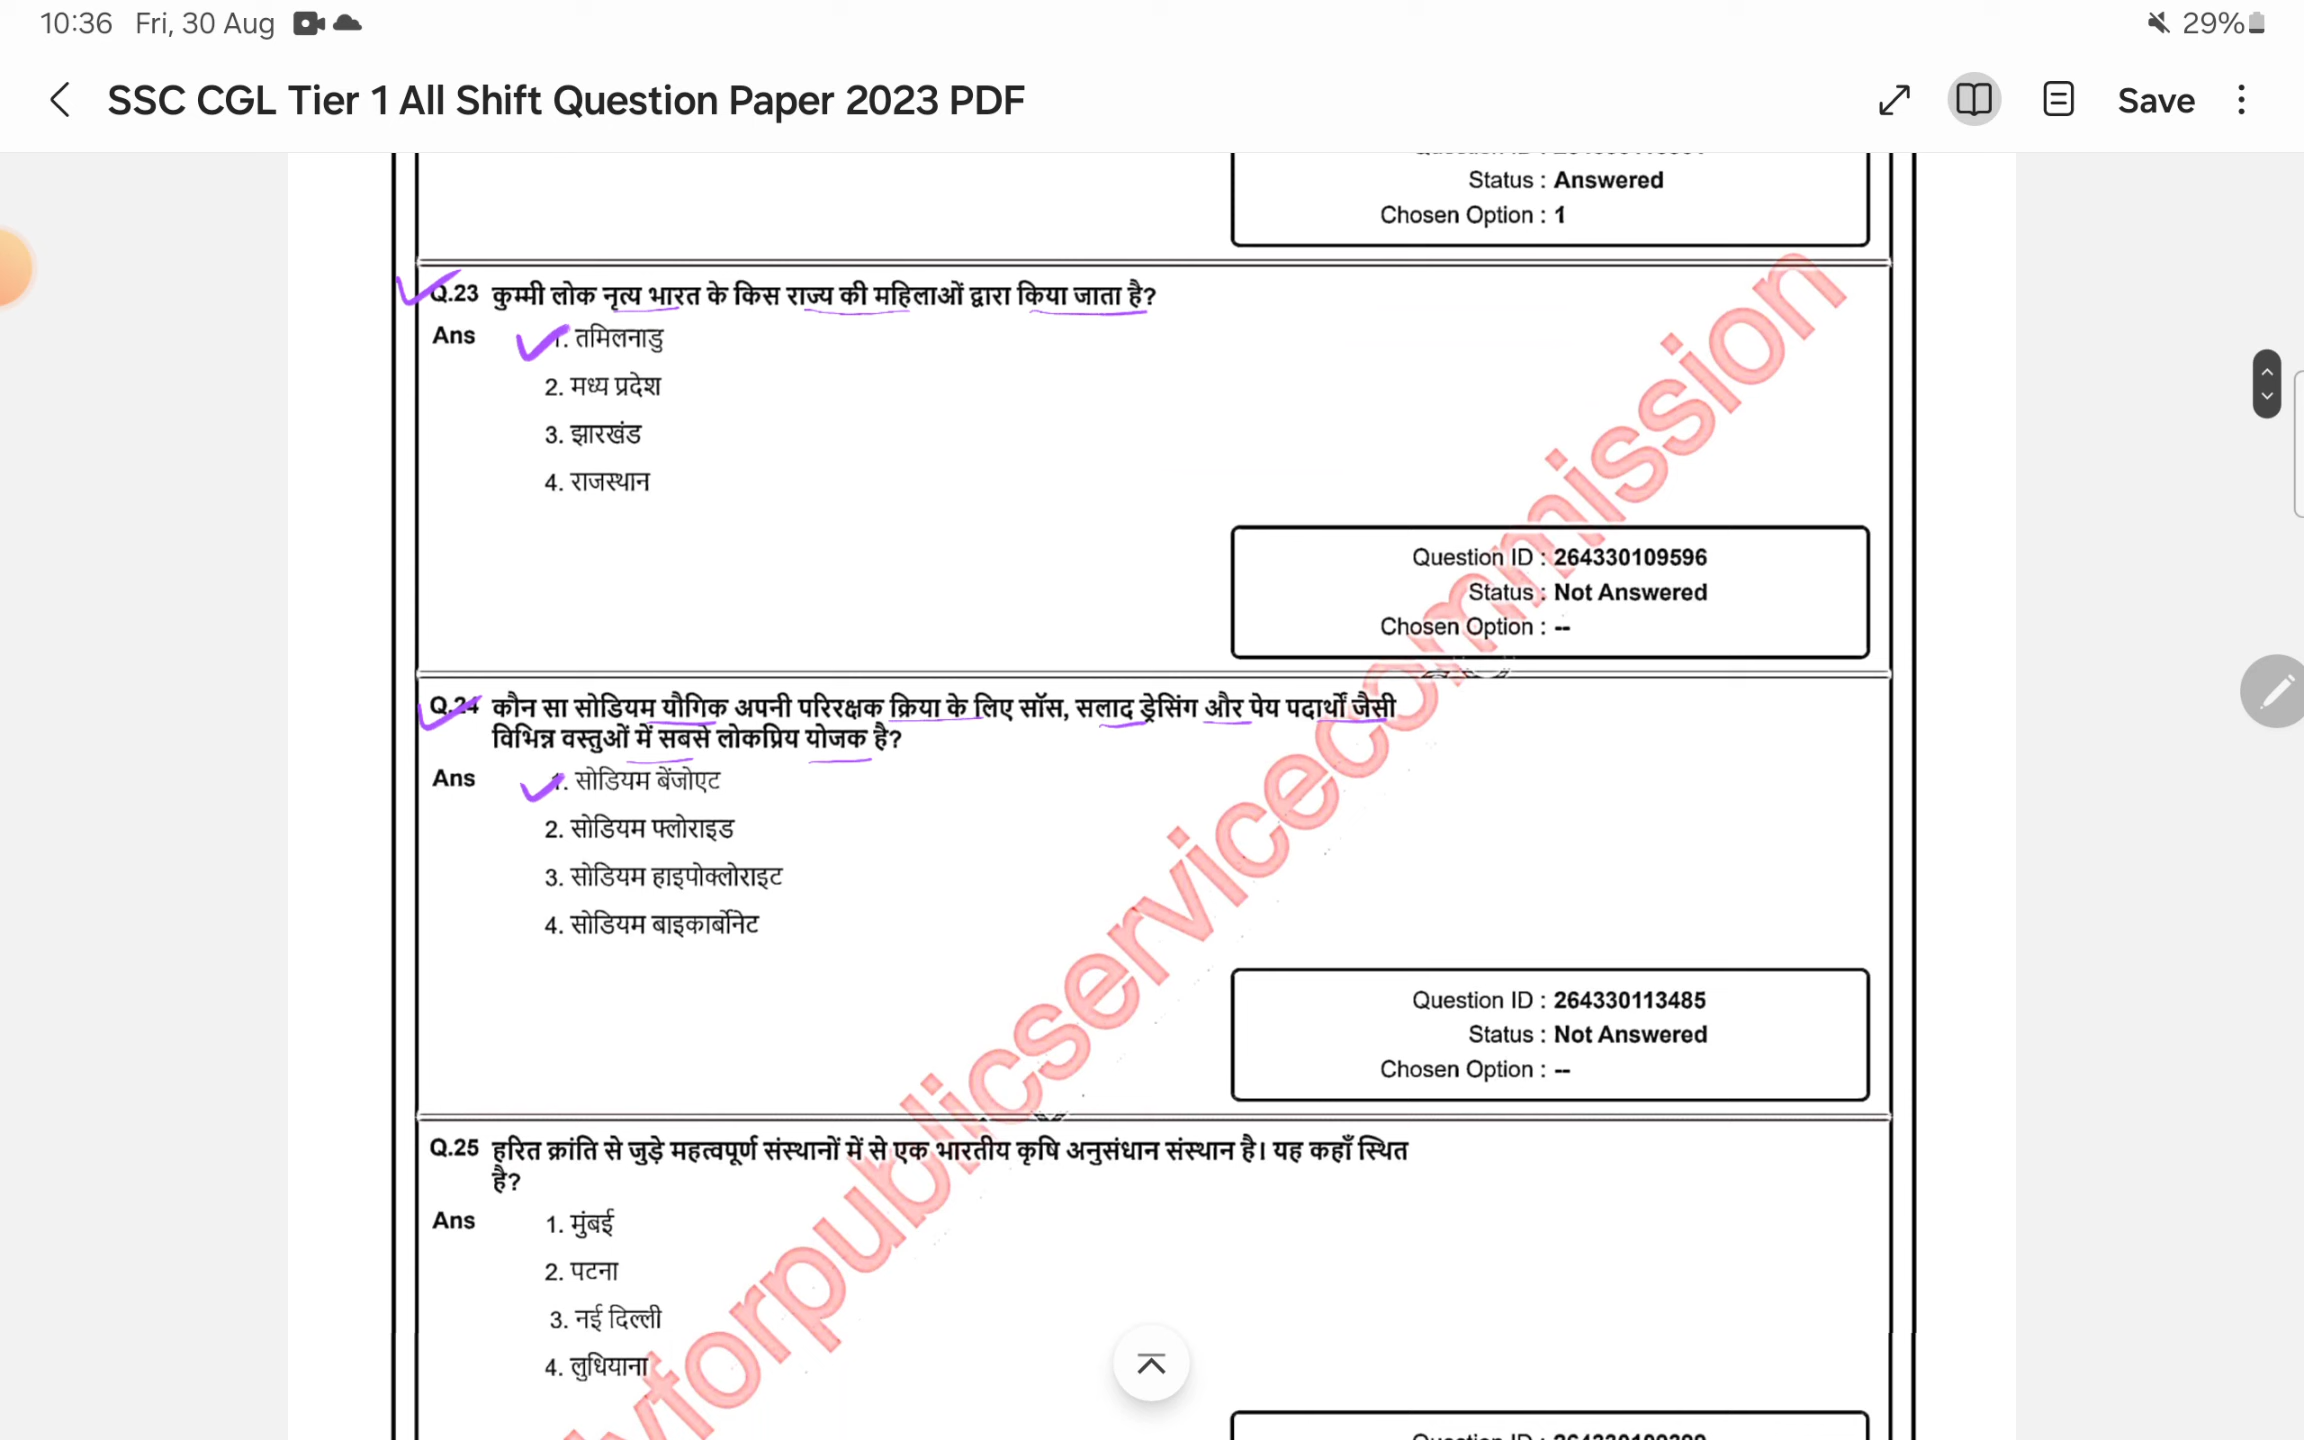 10:36 Fri, 30 Aug
29%
SSC CGL Tier 1 All Shift Question Paper 2023 PDF
Save
Status : Answered
Chosen Option : 1
Q.23 कुम्मी लोक नृत्य भारत के किस राज्य की महिलाओं द्वारा किया जाता है?
Ans 1. तमिलनाडु
2. मध्य प्रदेश
3. झारखंड
4. राजस्थान
Question ID : 264330109596
Status : Not Answered
Chosen Option : --
Q.24 कौन सा सोडियम यौगिक अपनी परिरक्षक क्रिया के लिए सॉस, सलाद ड्रेसिंग और पेय पदार्थों जैसी
विभिन्न वस्तुओं में सबसे लोकप्रिय योजक है?
Ans 1. सोडियम बेंजोएट
2. सोडियम फ्लोराइड
3. सोडियम हाइपोक्लोराइट
4. सोडियम बाइकार्बोनेट
Question ID : 264330113485
Status : Not Answered
Chosen Option : --
Q.25 हरित क्रांति से जुड़े महत्वपूर्ण संस्थानों में से एक भारतीय कृषि अनुसंधान संस्थान है। यह कहाँ स्थित
है?
Ans 1. मुंबई
2. पटना
3. नई दिल्ली
4. लुधियाना
forpublicservicecommission